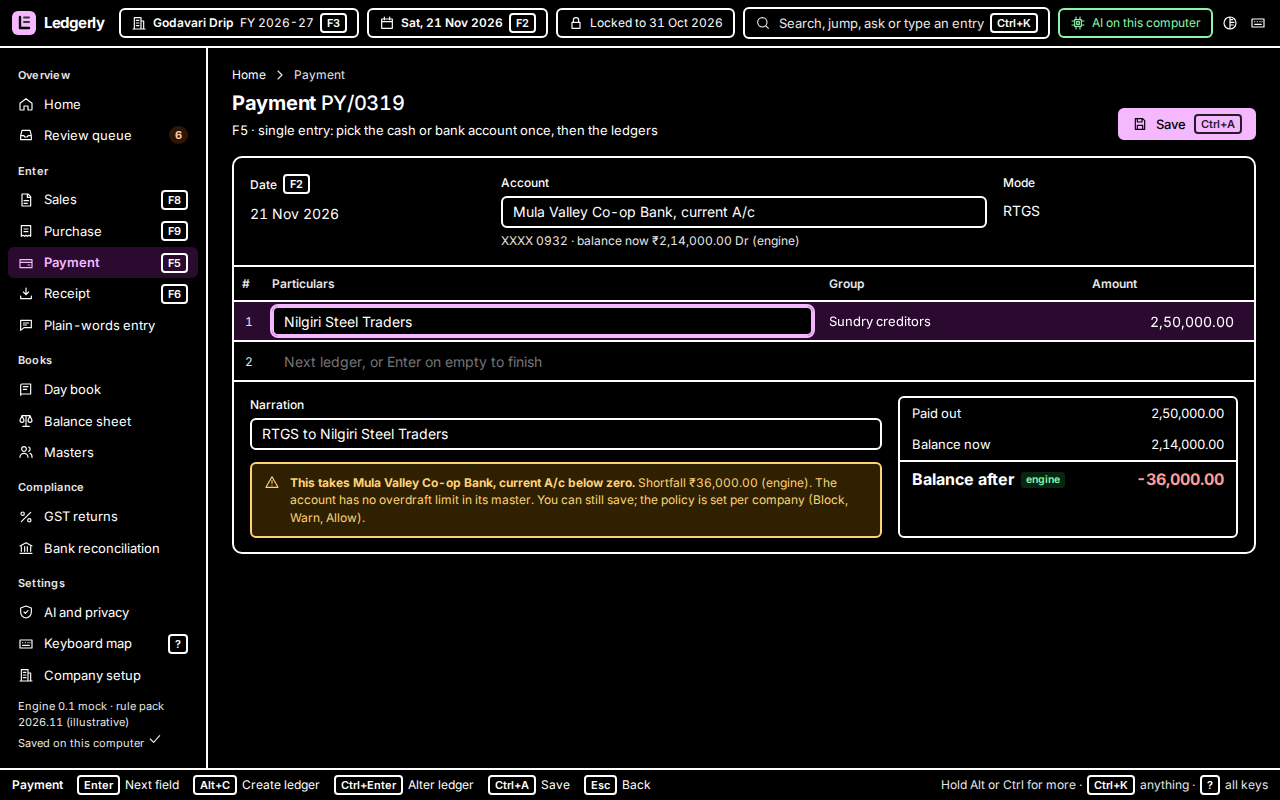 Ledgerly
Godavari Drip FY 2026-27 F3
Sat, 21 Nov 2026 F2
Locked to 31 Oct 2026
Search, jump, ask or type an entry Ctrl+K
AI on this computer
Overview
Home
Review queue 6
Enter
Sales F8
Purchase F9
Payment F5
Receipt F6
Plain-words entry
Books
Day book
Balance sheet
Masters
Compliance
GST returns
Bank reconciliation
Settings
AI and privacy
Keyboard map ?
Company setup
Engine 0.1 mock · rule pack
2026.11 (illustrative)
Saved on this computer
Home Payment
Payment PY/0319
F5 · single entry: pick the cash or bank account once, then the ledgers
Save Ctrl+A
Date F2
21 Nov 2026
Account
Mula Valley Co-op Bank, current A/c
XXXX 0932 · balance now ₹2,14,000.00 Dr (engine)
Mode
RTGS
# Particulars Group Amount
1 Nilgiri Steel Traders Sundry creditors 2,50,000.00
2 Next ledger, or Enter on empty to finish
Narration
RTGS to Nilgiri Steel Traders
This takes Mula Valley Co-op Bank, current A/c below zero. Shortfall ₹36,000.00 (engine). The
account has no overdraft limit in its master. You can still save; the policy is set per company (Block,
Warn, Allow).
Paid out 2,50,000.00
Balance now 2,14,000.00
Balance after engine -36,000.00
Payment Enter Next field Alt+C Create ledger Ctrl+Enter Alter ledger Ctrl+A Save Esc Back
Hold Alt or Ctrl for more · Ctrl+K anything · ? all keys